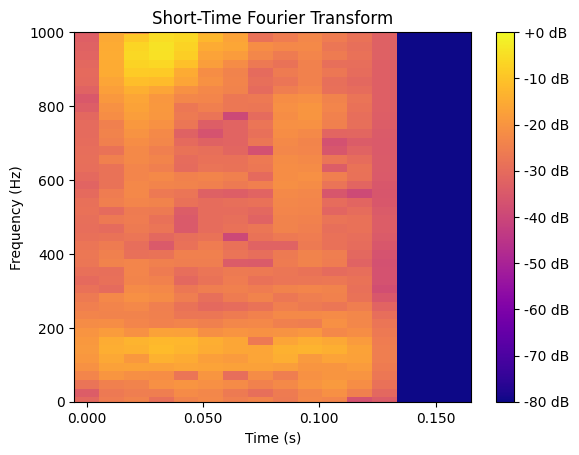 Short-Time Fourier Transform
1000
800
600
400
200
0
Frequency (Hz)
0.000
0.050
0.100
0.150
Time (s)
+0 dB
-10 dB
-20 dB
-30 dB
-40 dB
-50 dB
-60 dB
-70 dB
-80 dB